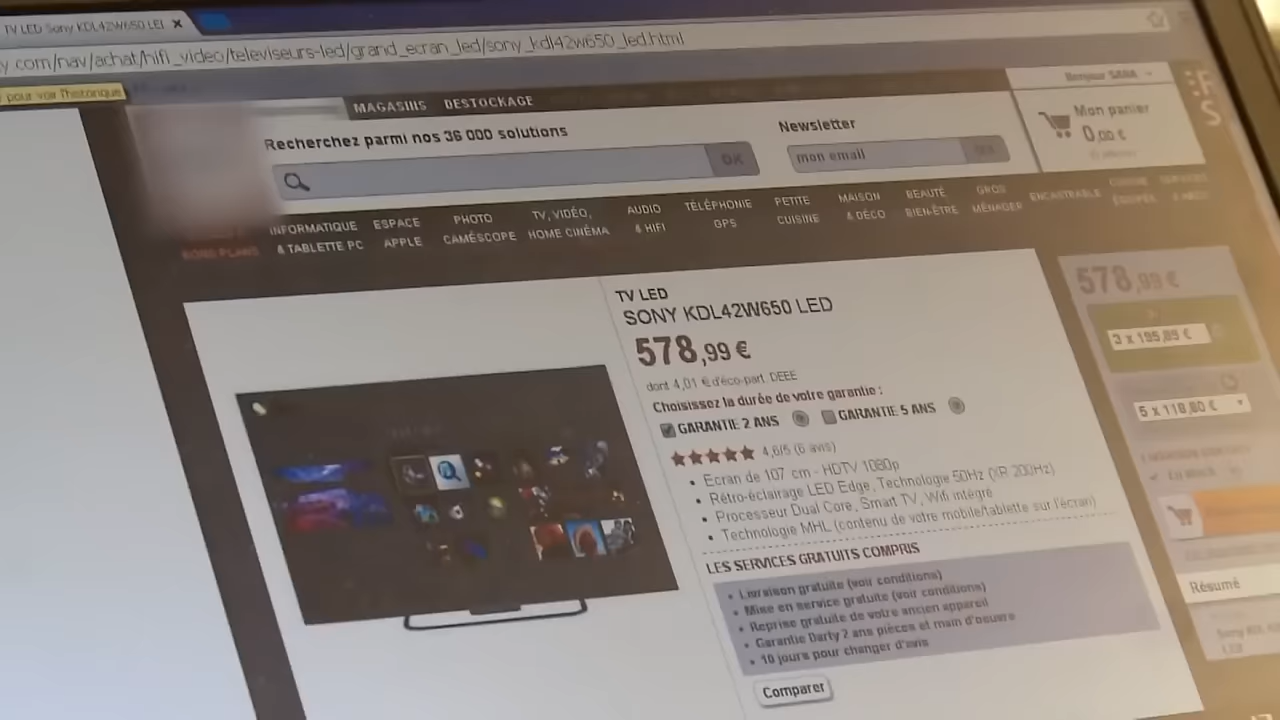 TV LED Sony KDL42W650 LED
y.com/nav/achat/hifi_video/televiseurs-led/grand_ecran_led/sony_kdl42w650_led.html
pour voir l'historique
MAGASINS DESTOCKAGE
Bonjour SARA
Recherchez parmi nos 36 000 solutions
Newsletter
Mon panier
0,00 €
OK
mon email
BONS PLANS
INFORMATIQUE & TABLETTE PC
ESPACE APPLE
PHOTO CAMÉSCOPE
TV, VIDÉO, HOME CINÉMA
AUDIO & HIFI
TÉLÉPHONIE GPS
PETITE CUISINE
MAISON & DÉCO
BEAUTÉ BIEN-ÊTRE
GROS MÉNAGER
ENCASTRABLE
TV LED
SONY KDL42W650 LED
578,99 €
dont 4,01 € d'éco-part. DEEE
Choisissez la durée de votre garantie :
GARANTIE 2 ANS GARANTIE 5 ANS
4,6/5 (6 avis)
• Ecran de 107 cm - HDTV 1080p
• Rétro-éclairage LED Edge, Technologie 50Hz (XR 200Hz)
• Processeur Dual Core, Smart TV, Wifi intégré
• Technologie MHL (contenu de votre mobile/tablette sur l'écran)
LES SERVICES GRATUITS COMPRIS
• Livraison gratuite (voir conditions)
• Mise en service gratuite (voir conditions)
• Reprise gratuite de votre ancien appareil
• Garantie Darty 2 ans pièces et main d'oeuvre
• 10 jours pour changer d'avis
Comparer
578,99 €
3 x 195,89 €
5 x 118,80 €
Résumé